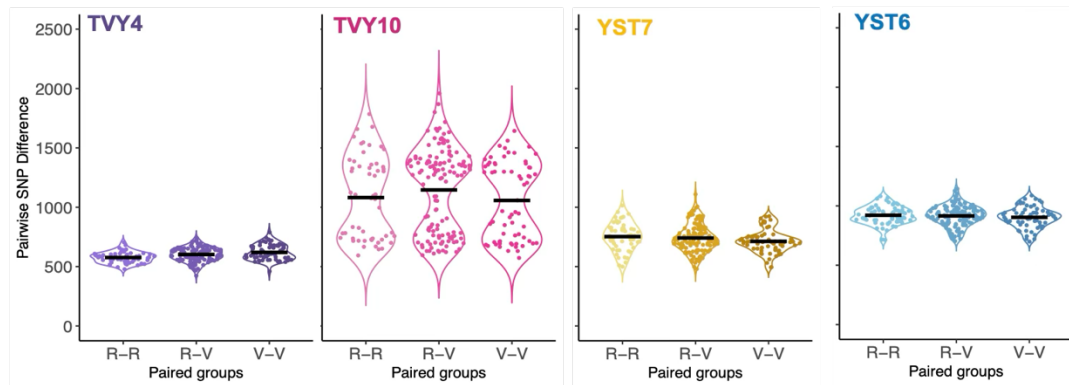 TVY4
TVY10
YST7
YST6
Pairwise SNP Difference
2500
2000
1500
1000
500
0
R–R
R–V
V–V
R–R
R–V
V–V
R–R
R–V
V–V
R–R
R–V
V–V
Paired groups
Paired groups
Paired groups
Paired groups